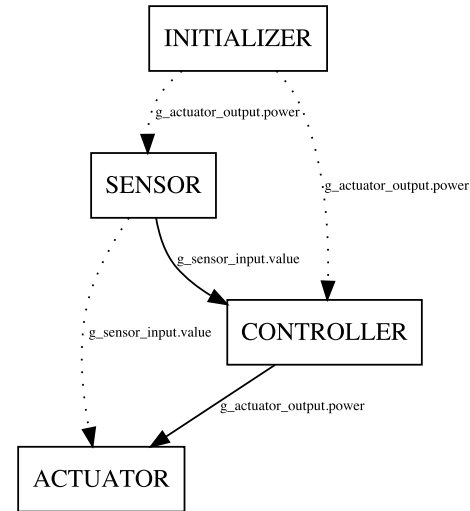 INITIALIZER
g_actuator_output.power
g_actuator_output.power
SENSOR
g_sensor_input.value
CONTROLLER
g_sensor_input.value
g_actuator_output.power
ACTUATOR